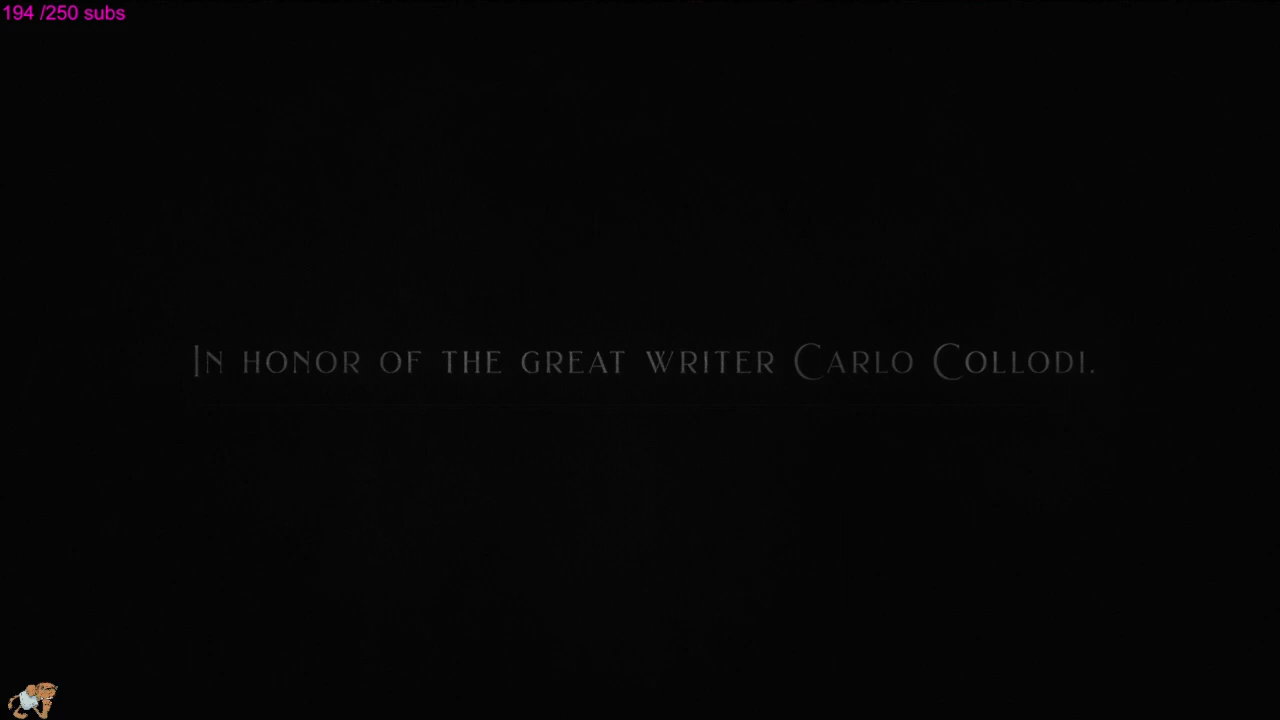 194 /250 subs
In honor of the great writer Carlo Collodi.